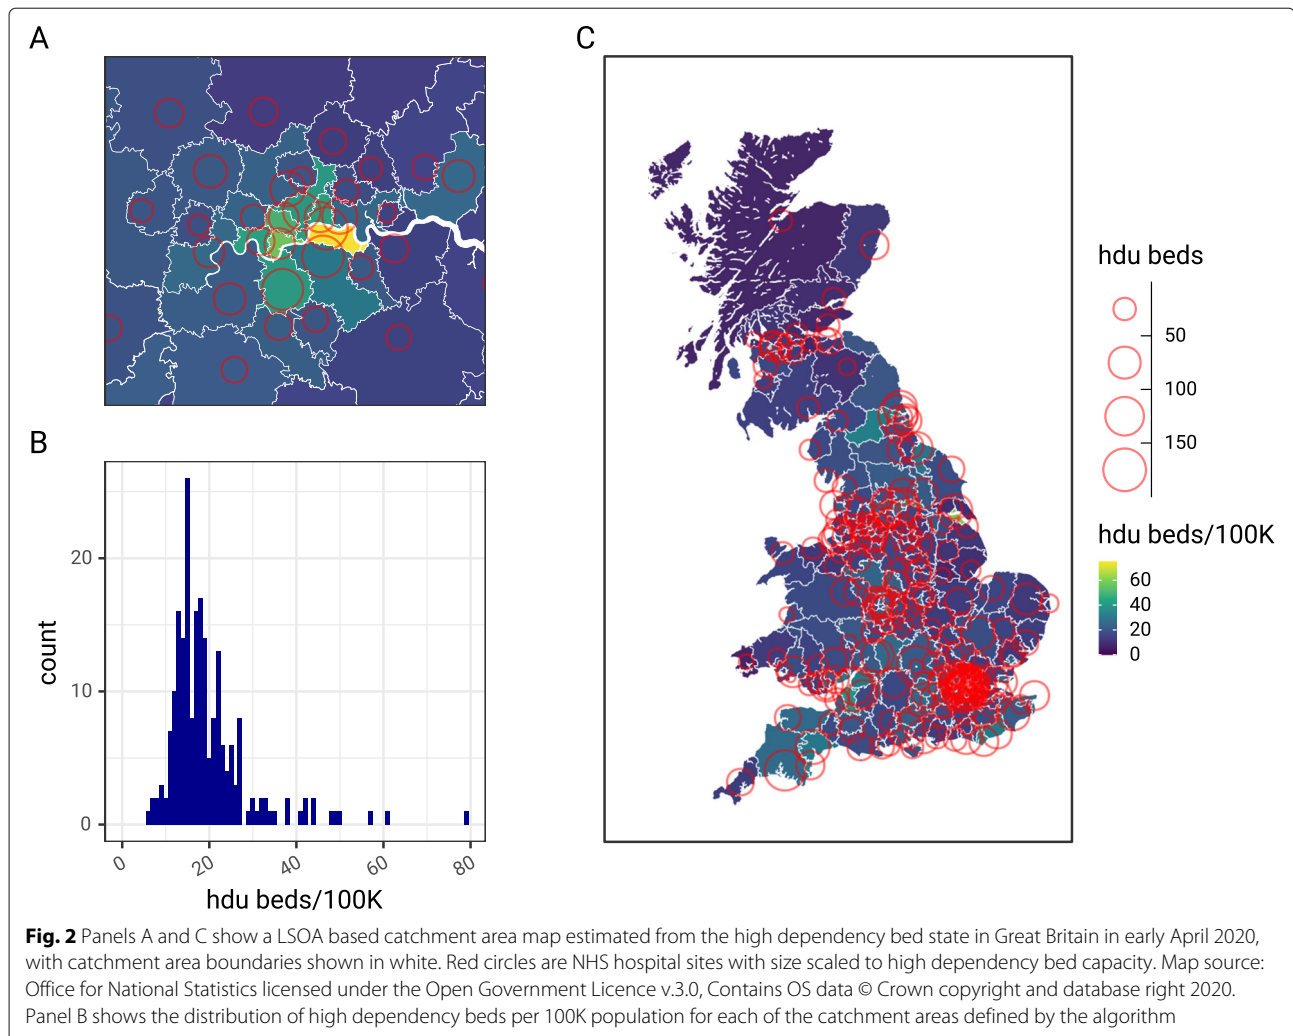 A
C
B
20
10
0
count
0
20
40
60
80
hdu beds/100K
hdu beds
50
100
150
hdu beds/100K
60
40
20
0
Fig. 2 Panels A and C show a LSOA based catchment area map estimated from the high dependency bed state in Great Britain in early April 2020,
with catchment area boundaries shown in white. Red circles are NHS hospital sites with size scaled to high dependency bed capacity. Map source:
Office for National Statistics licensed under the Open Government Licence v.3.0, Contains OS data © Crown copyright and database right 2020.
Panel B shows the distribution of high dependency beds per 100K population for each of the catchment areas defined by the algorithm